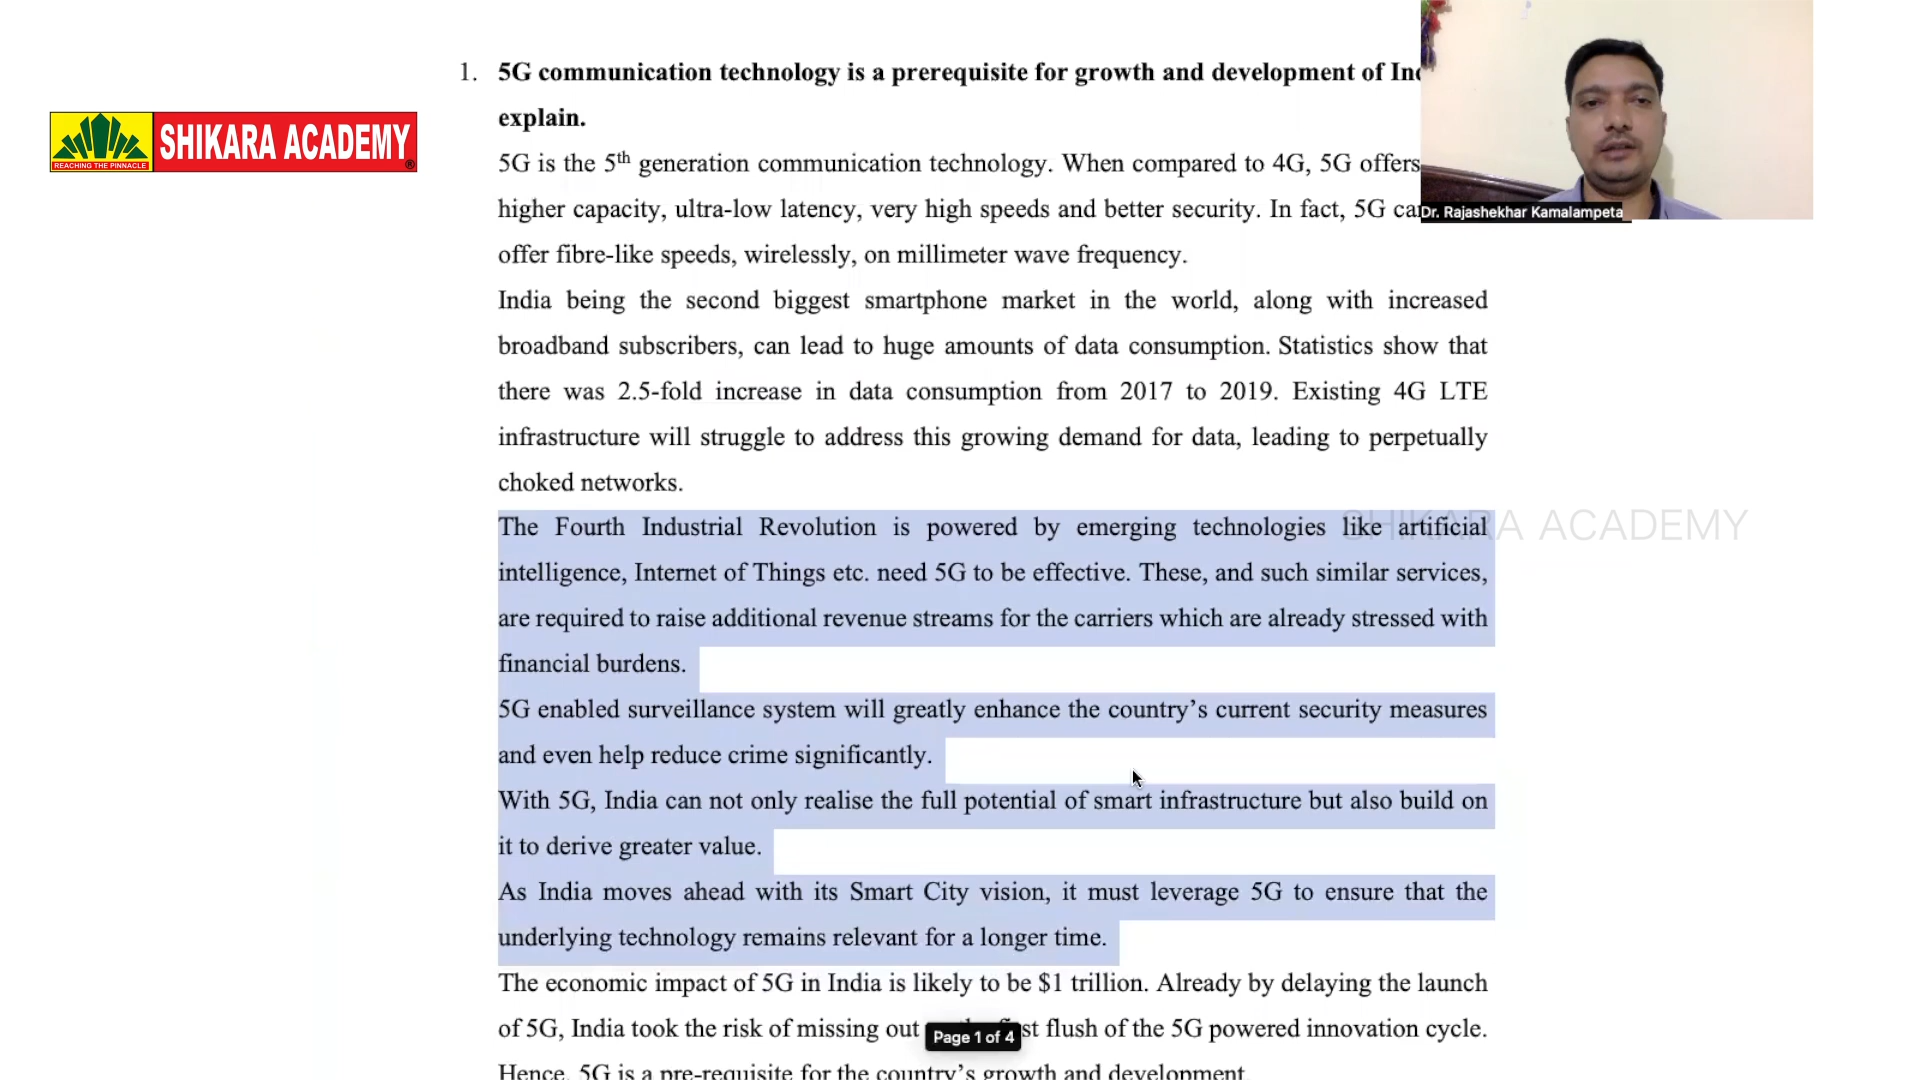 1. 5G communication technology is a prerequisite for growth and development of
explain.
5G is the 5th generation communication technology. When compared to 4G, 5G offers
higher capacity, ultra-low latency, very high speeds and better security. In fact, 5G
offer fibre-like speeds, wirelessly, on millimeter wave frequency.
India being the second biggest smartphone market in the world, along with increased
broadband subscribers, can lead to huge amounts of data consumption. Statistics show that
there was 2.5-fold increase in data consumption from 2017 to 2019. Existing 4G LTE
infrastructure will struggle to address this growing demand for data, leading to perpetually
choked networks.
The Fourth Industrial Revolution is powered by emerging technologies like artificial
intelligence, Internet of Things etc. need 5G to be effective. These, and such similar services,
are required to raise additional revenue streams for the carriers which are already stressed with
financial burdens.
5G enabled surveillance system will greatly enhance the country's current security measures
and even help reduce crime significantly.
With 5G, India can not only realise the full potential of smart infrastructure but also build on
it to derive greater value.
As India moves ahead with its Smart City vision, it must leverage 5G to ensure that the
underlying technology remains relevant for a longer time.
The economic impact of 5G in India is likely to be $1 trillion. Already by delaying the launch
of 5G, India took the risk of missing out flush of the 5G powered innovation cycle.
Hence, 5G is a pre-requisite for the country's growth and development.
SHIKARA ACADEMY
REACHING THE PINNACLE
®
Dr. Rajashekhar Kamalampeta
SHIKARA ACADEMY
Page 1 of 4